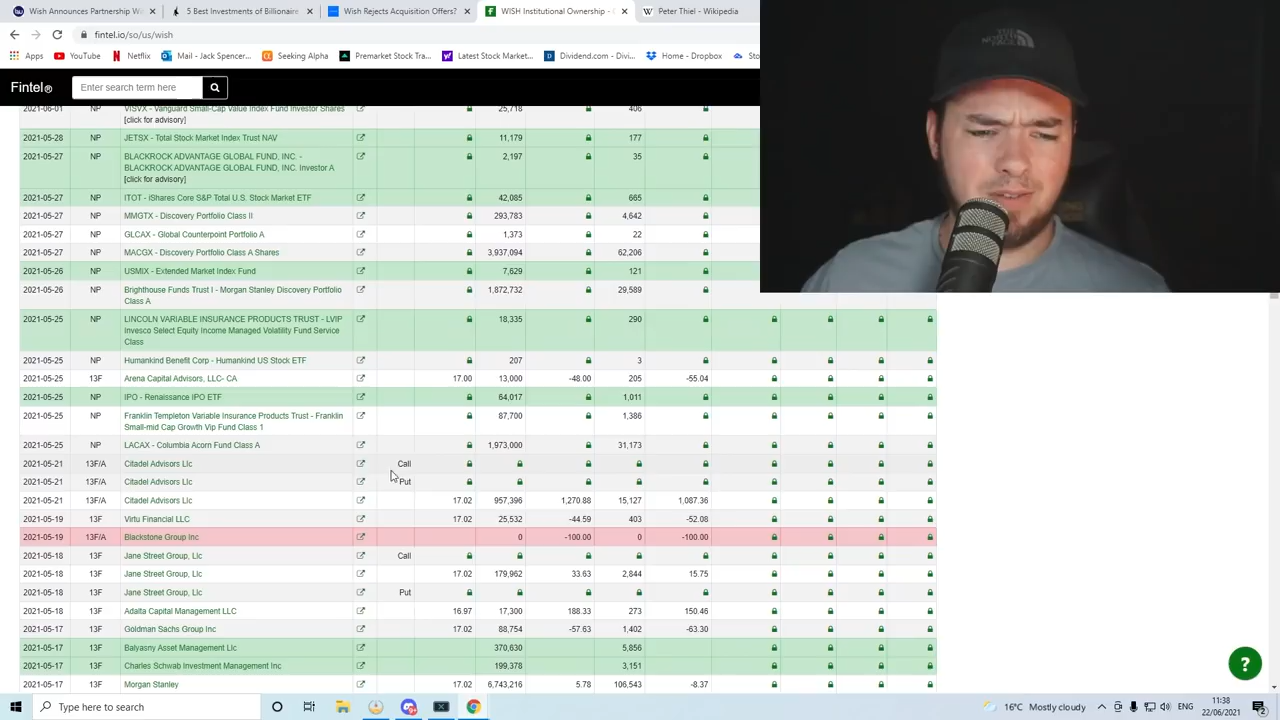 Wish Announces Partnership W
5 Best Investments of Billionaire
Wish Rejects Acquisition Offers?
WISH Institutional Ownership -
Peter Thiel - Wikipedia
fintel.io/so/us/wish
Apps YouTube Netflix Mail - Jack Spencer... Seeking Alpha Premarket Stock Tra... Latest Stock Market... Dividend.com - Divi... Home - Dropbox
Fintel Enter search term here
2021-06-01 NP VISVX - Vanguard Small-Cap Value Index Fund Investor Shares 25,718 406
[click for advisory]
2021-05-28 NP JETSX - Total Stock Market Index Trust NAV 11,179 177
2021-05-27 NP BLACKROCK ADVANTAGE GLOBAL FUND, INC. - 2,197 35
BLACKROCK ADVANTAGE GLOBAL FUND, INC. Investor A
[click for advisory]
2021-05-27 NP ITOT - iShares Core S&P Total U.S. Stock Market ETF 42,085 665
2021-05-27 NP MMGTX - Discovery Portfolio Class II 293,783 4,642
2021-05-27 NP GLCAX - Global Counterpoint Portfolio A 1,373 22
2021-05-27 NP MACGX - Discovery Portfolio Class A Shares 3,937,094 62,206
2021-05-26 NP USMIX - Extended Market Index Fund 7,629 121
2021-05-26 NP Brighthouse Funds Trust I - Morgan Stanley Discovery Portfolio 1,872,732 29,589
Class A
2021-05-25 NP LINCOLN VARIABLE INSURANCE PRODUCTS TRUST - LVIP 18,335 290
Invesco Select Equity Income Managed Volatility Fund Service
Class
2021-05-25 NP Humankind Benefit Corp - Humankind US Stock ETF 207 3
2021-05-25 13F Arena Capital Advisors, LLC- CA 17.00 13,000 -48.00 205 -55.04
2021-05-25 NP IPO - Renaissance IPO ETF 64,017 1,011
2021-05-25 NP Franklin Templeton Variable Insurance Products Trust - Franklin 87,700 1,386
Small-mid Cap Growth Vip Fund Class 1
2021-05-25 NP LACAX - Columbia Acorn Fund Class A 1,973,000 31,173
2021-05-21 13F/A Citadel Advisors Llc Call
2021-05-21 13F/A Citadel Advisors Llc Put
2021-05-21 13F/A Citadel Advisors Llc 17.02 957,396 1,270.88 15,127 1,087.36
2021-05-19 13F Virtu Financial LLC 17.02 25,532 -44.59 403 -52.08
2021-05-19 13F/A Blackstone Group Inc 0 -100.00 0 -100.00
2021-05-18 13F Jane Street Group, Llc Call
2021-05-18 13F Jane Street Group, Llc 17.02 179,962 33.63 2,844 15.75
2021-05-18 13F Jane Street Group, Llc Put
2021-05-18 13F Adalta Capital Management LLC 16.97 17,300 188.33 273 150.46
2021-05-17 13F Goldman Sachs Group Inc 17.02 88,754 -57.63 1,402 -63.30
2021-05-17 13F Balyasny Asset Management Llc 370,630 5,856
2021-05-17 13F Charles Schwab Investment Management Inc 199,378 3,151
2021-05-17 13F Morgan Stanley 17.02 6,743,216 5.78 106,543 -8.37
?
Type here to search
16°C Mostly cloudy ENG 11:38
22/06/2021